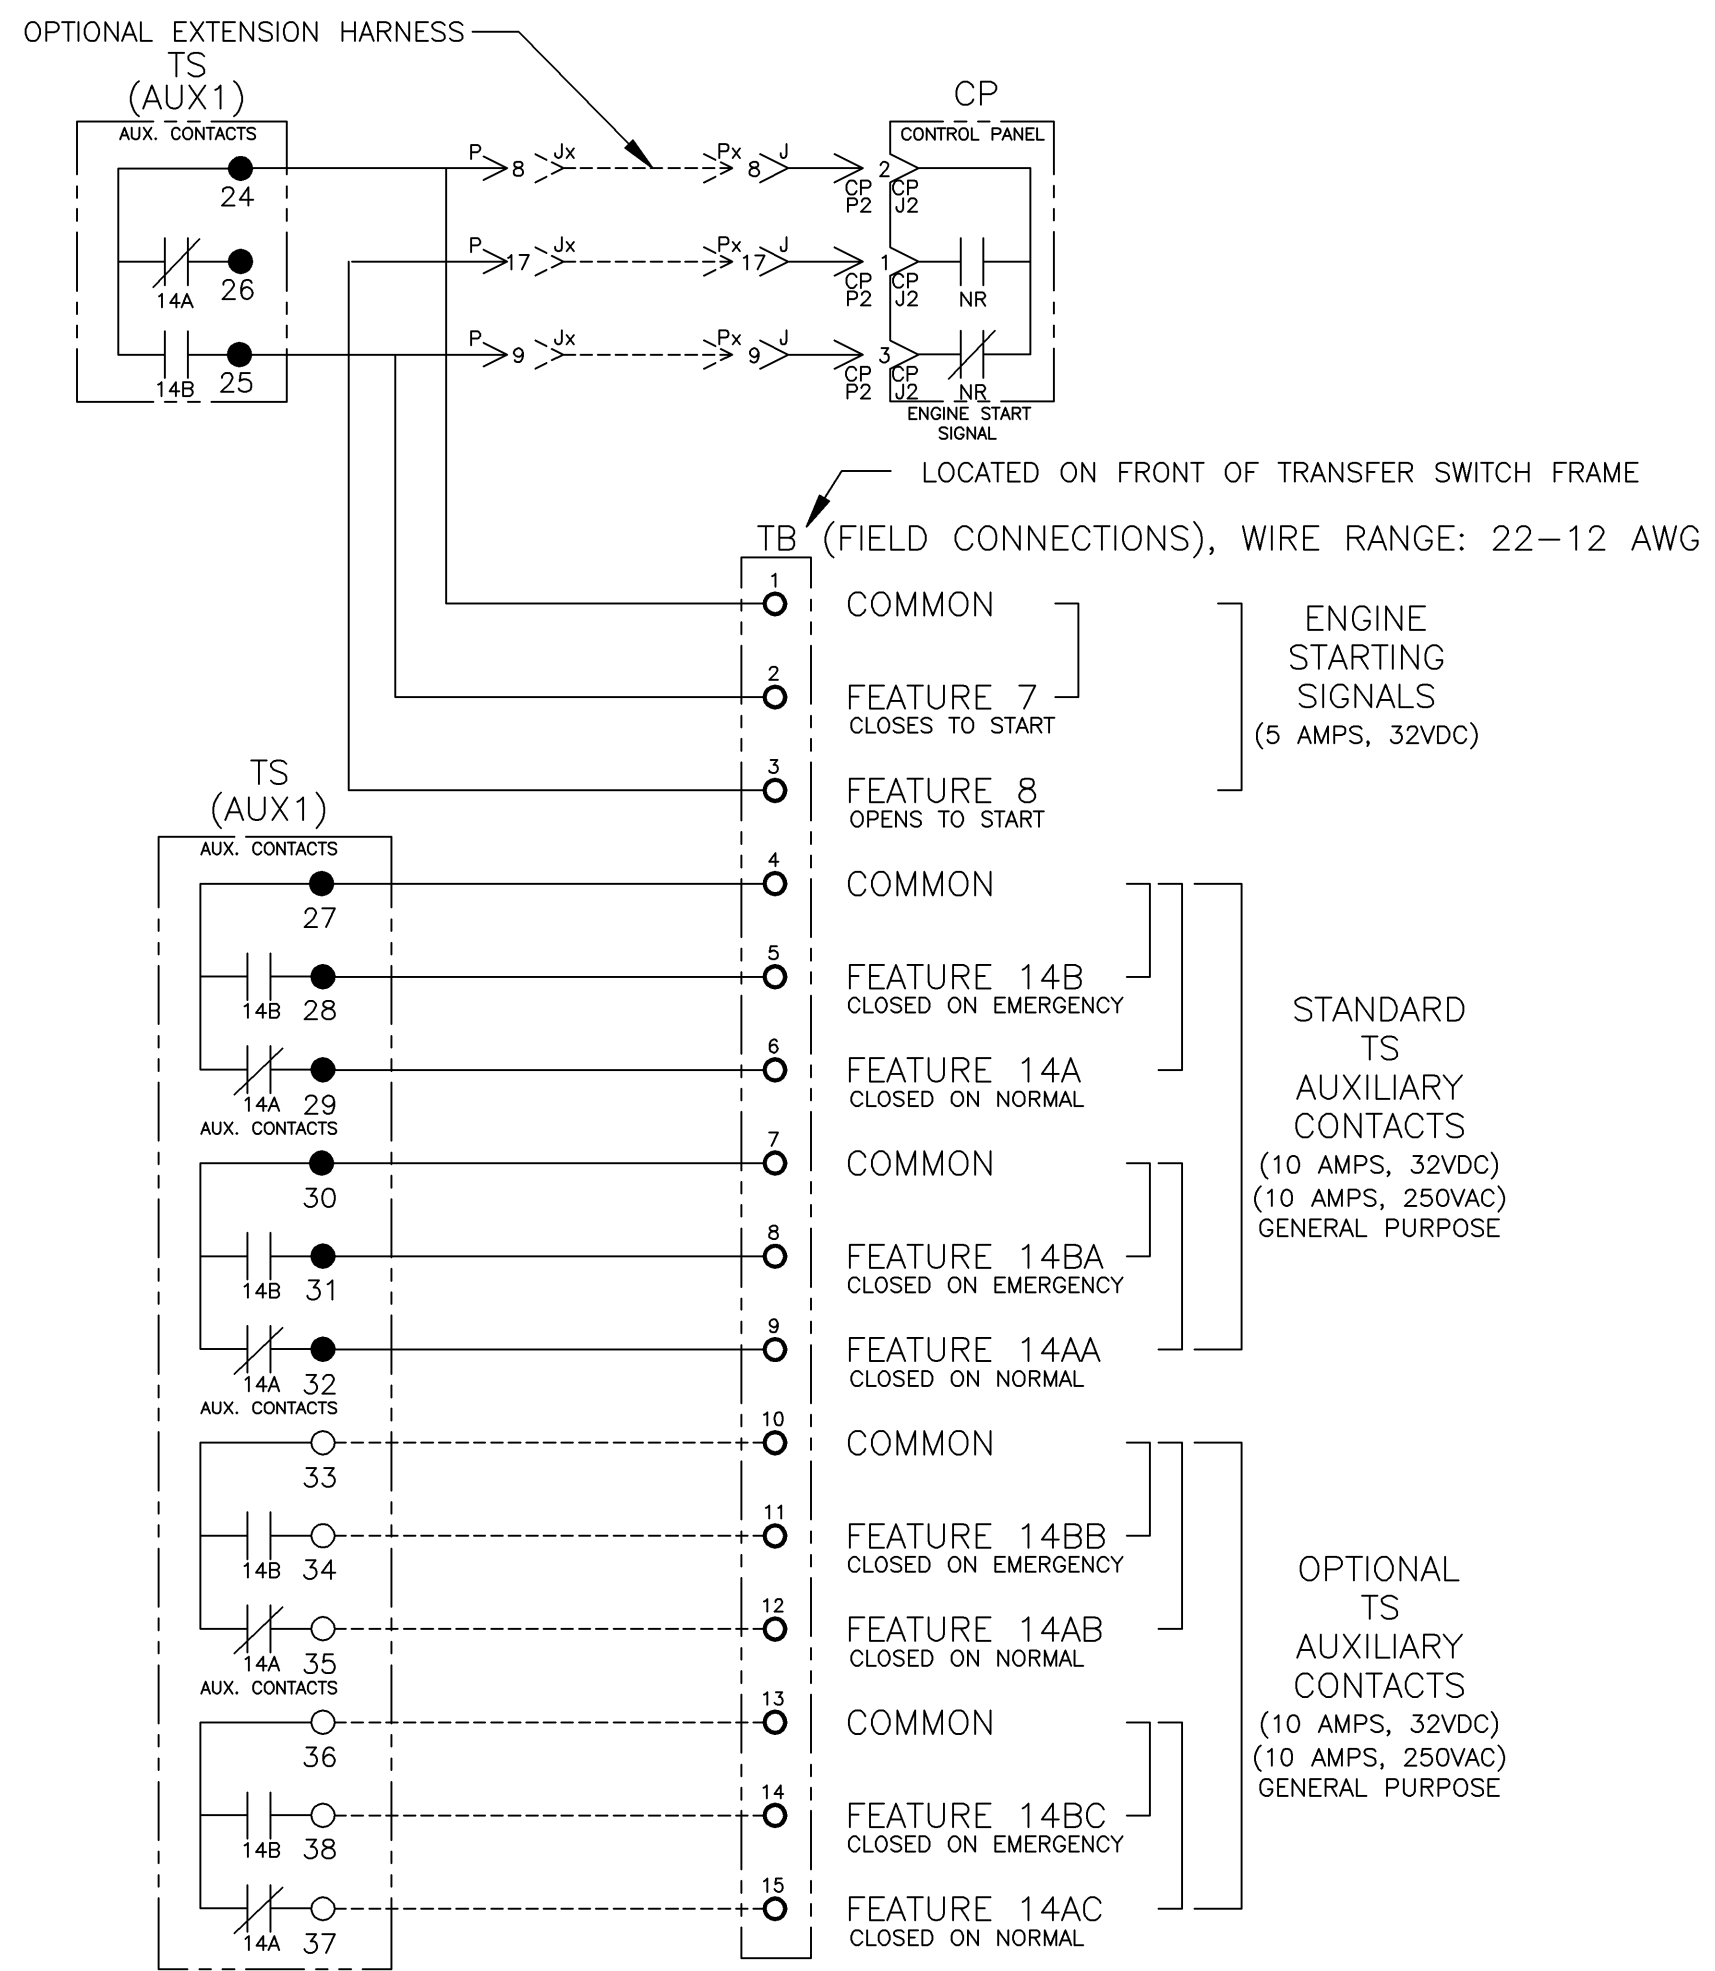 OPTIONAL EXTENSION HARNESS
TS
(AUX1)
AUX. CONTACTS
24
14A
26
14B
25
P
8
Jx
Px
8
J
CP
P2
2
CP
J2
P
17
Jx
Px
17
J
CP
P2
1
CP
J2
NR
P
9
Jx
Px
9
J
CP
P2
3
CP
J2
NR
CP
CONTROL PANEL
ENGINE START
SIGNAL
LOCATED ON FRONT OF TRANSFER SWITCH FRAME
TB (FIELD CONNECTIONS), WIRE RANGE: 22-12 AWG
1
COMMON
2
FEATURE 7
CLOSES TO START
3
FEATURE 8
OPENS TO START
ENGINE
STARTING
SIGNALS
(5 AMPS, 32VDC)
TS
(AUX1)
AUX. CONTACTS
27
4
COMMON
14B
28
5
FEATURE 14B
CLOSED ON EMERGENCY
14A
29
6
FEATURE 14A
CLOSED ON NORMAL
AUX. CONTACTS
30
7
COMMON
14B
31
8
FEATURE 14BA
CLOSED ON EMERGENCY
14A
32
9
FEATURE 14AA
CLOSED ON NORMAL
STANDARD
TS
AUXILIARY
CONTACTS
(10 AMPS, 32VDC)
(10 AMPS, 250VAC)
GENERAL PURPOSE
AUX. CONTACTS
33
10
COMMON
14B
34
11
FEATURE 14BB
CLOSED ON EMERGENCY
14A
35
12
FEATURE 14AB
CLOSED ON NORMAL
AUX. CONTACTS
36
13
COMMON
14B
38
14
FEATURE 14BC
CLOSED ON EMERGENCY
14A
37
15
FEATURE 14AC
CLOSED ON NORMAL
OPTIONAL
TS
AUXILIARY
CONTACTS
(10 AMPS, 32VDC)
(10 AMPS, 250VAC)
GENERAL PURPOSE